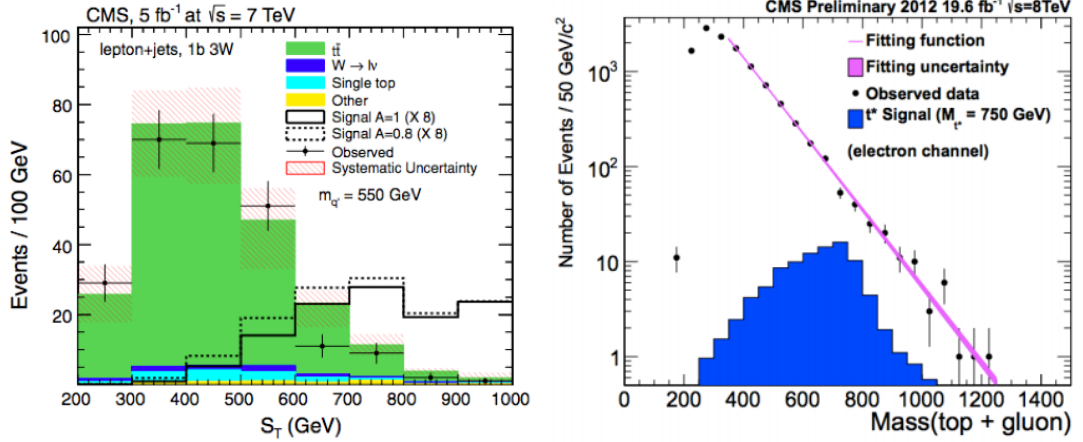 CMS, 5 fb⁻¹ at √s = 7 TeV
lepton+jets, 1b 3W
tt̄
W → lν
Single top
Other
Signal A=1 (X 8)
Signal A=0.8 (X 8)
Observed
Systematic Uncertainty
m_q' = 550 GeV
Events / 100 GeV
100
80
60
40
20
200 300 400 500 600 700 800 900 1000
S_T (GeV)
CMS Preliminary 2012 19.6 fb⁻¹ √s=8TeV
Fitting function
Fitting uncertainty
Observed data
t* Signal (M_t* = 750 GeV)
(electron channel)
Number of Events / 50 GeV/c²
10³
10²
10
1
0 200 400 600 800 1000 1200 1400
Mass(top + gluon)